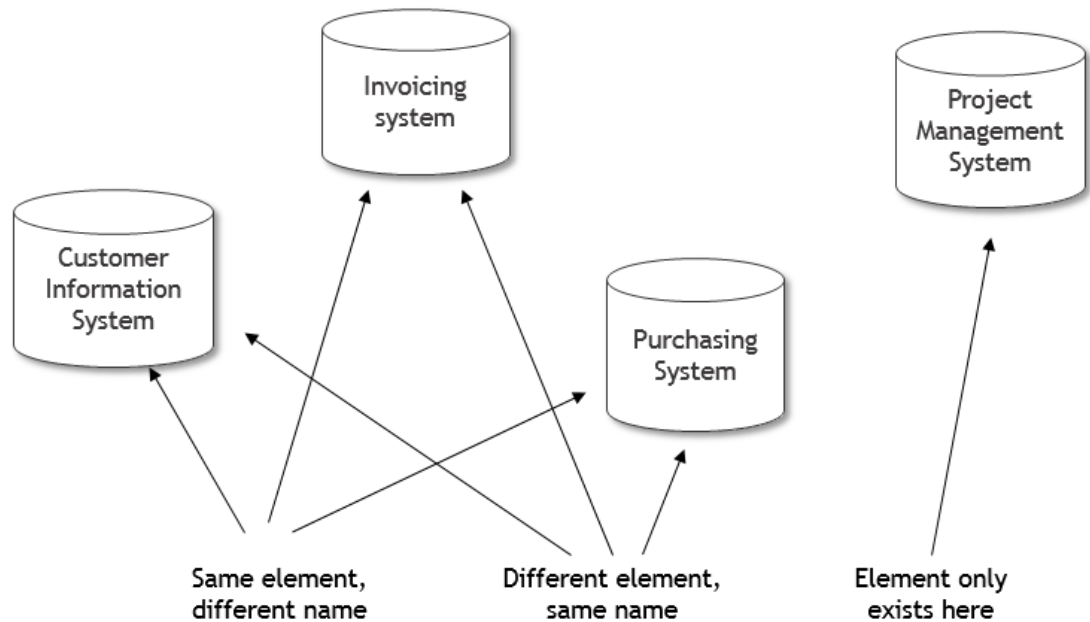 Invoicing
system
Project
Management
System
Customer
Information
System
Purchasing
System
Same element,
different name
Different element,
same name
Element only
exists here